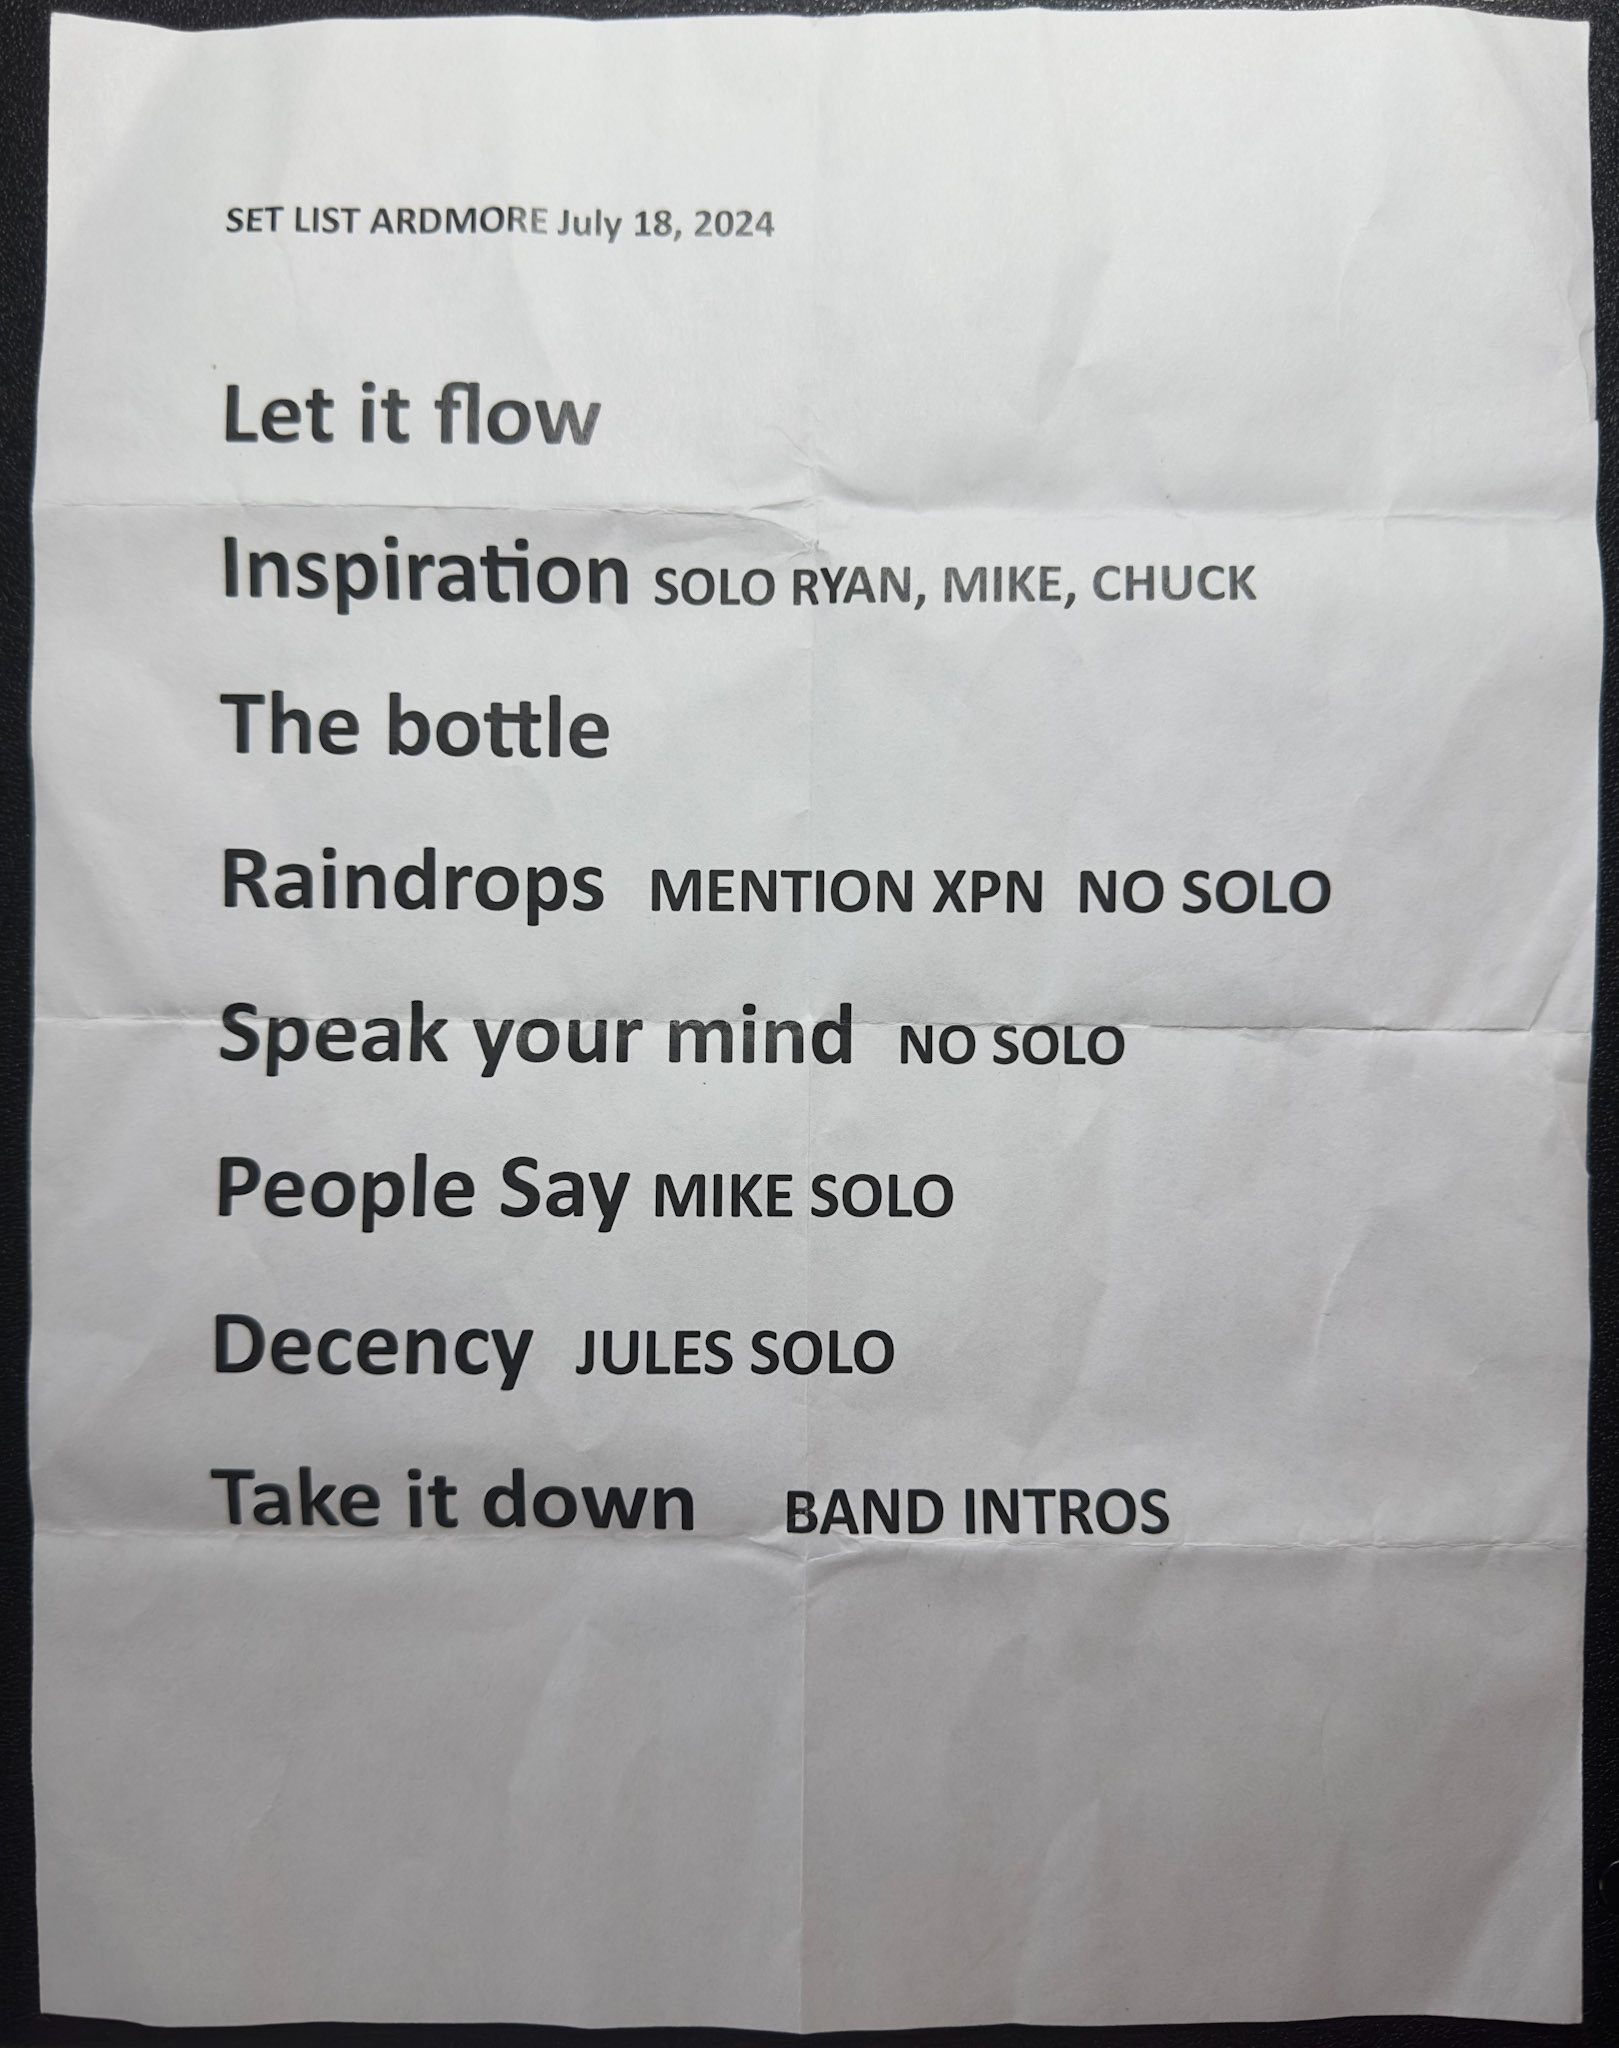 SET LIST ARDMORE July 18, 2024
Let it flow
Inspiration SOLO RYAN, MIKE, CHUCK
The bottle
Raindrops MENTION XPN NO SOLO
Speak your mind NO SOLO
People Say MIKE SOLO
Decency JULES SOLO
Take it down BAND INTROS